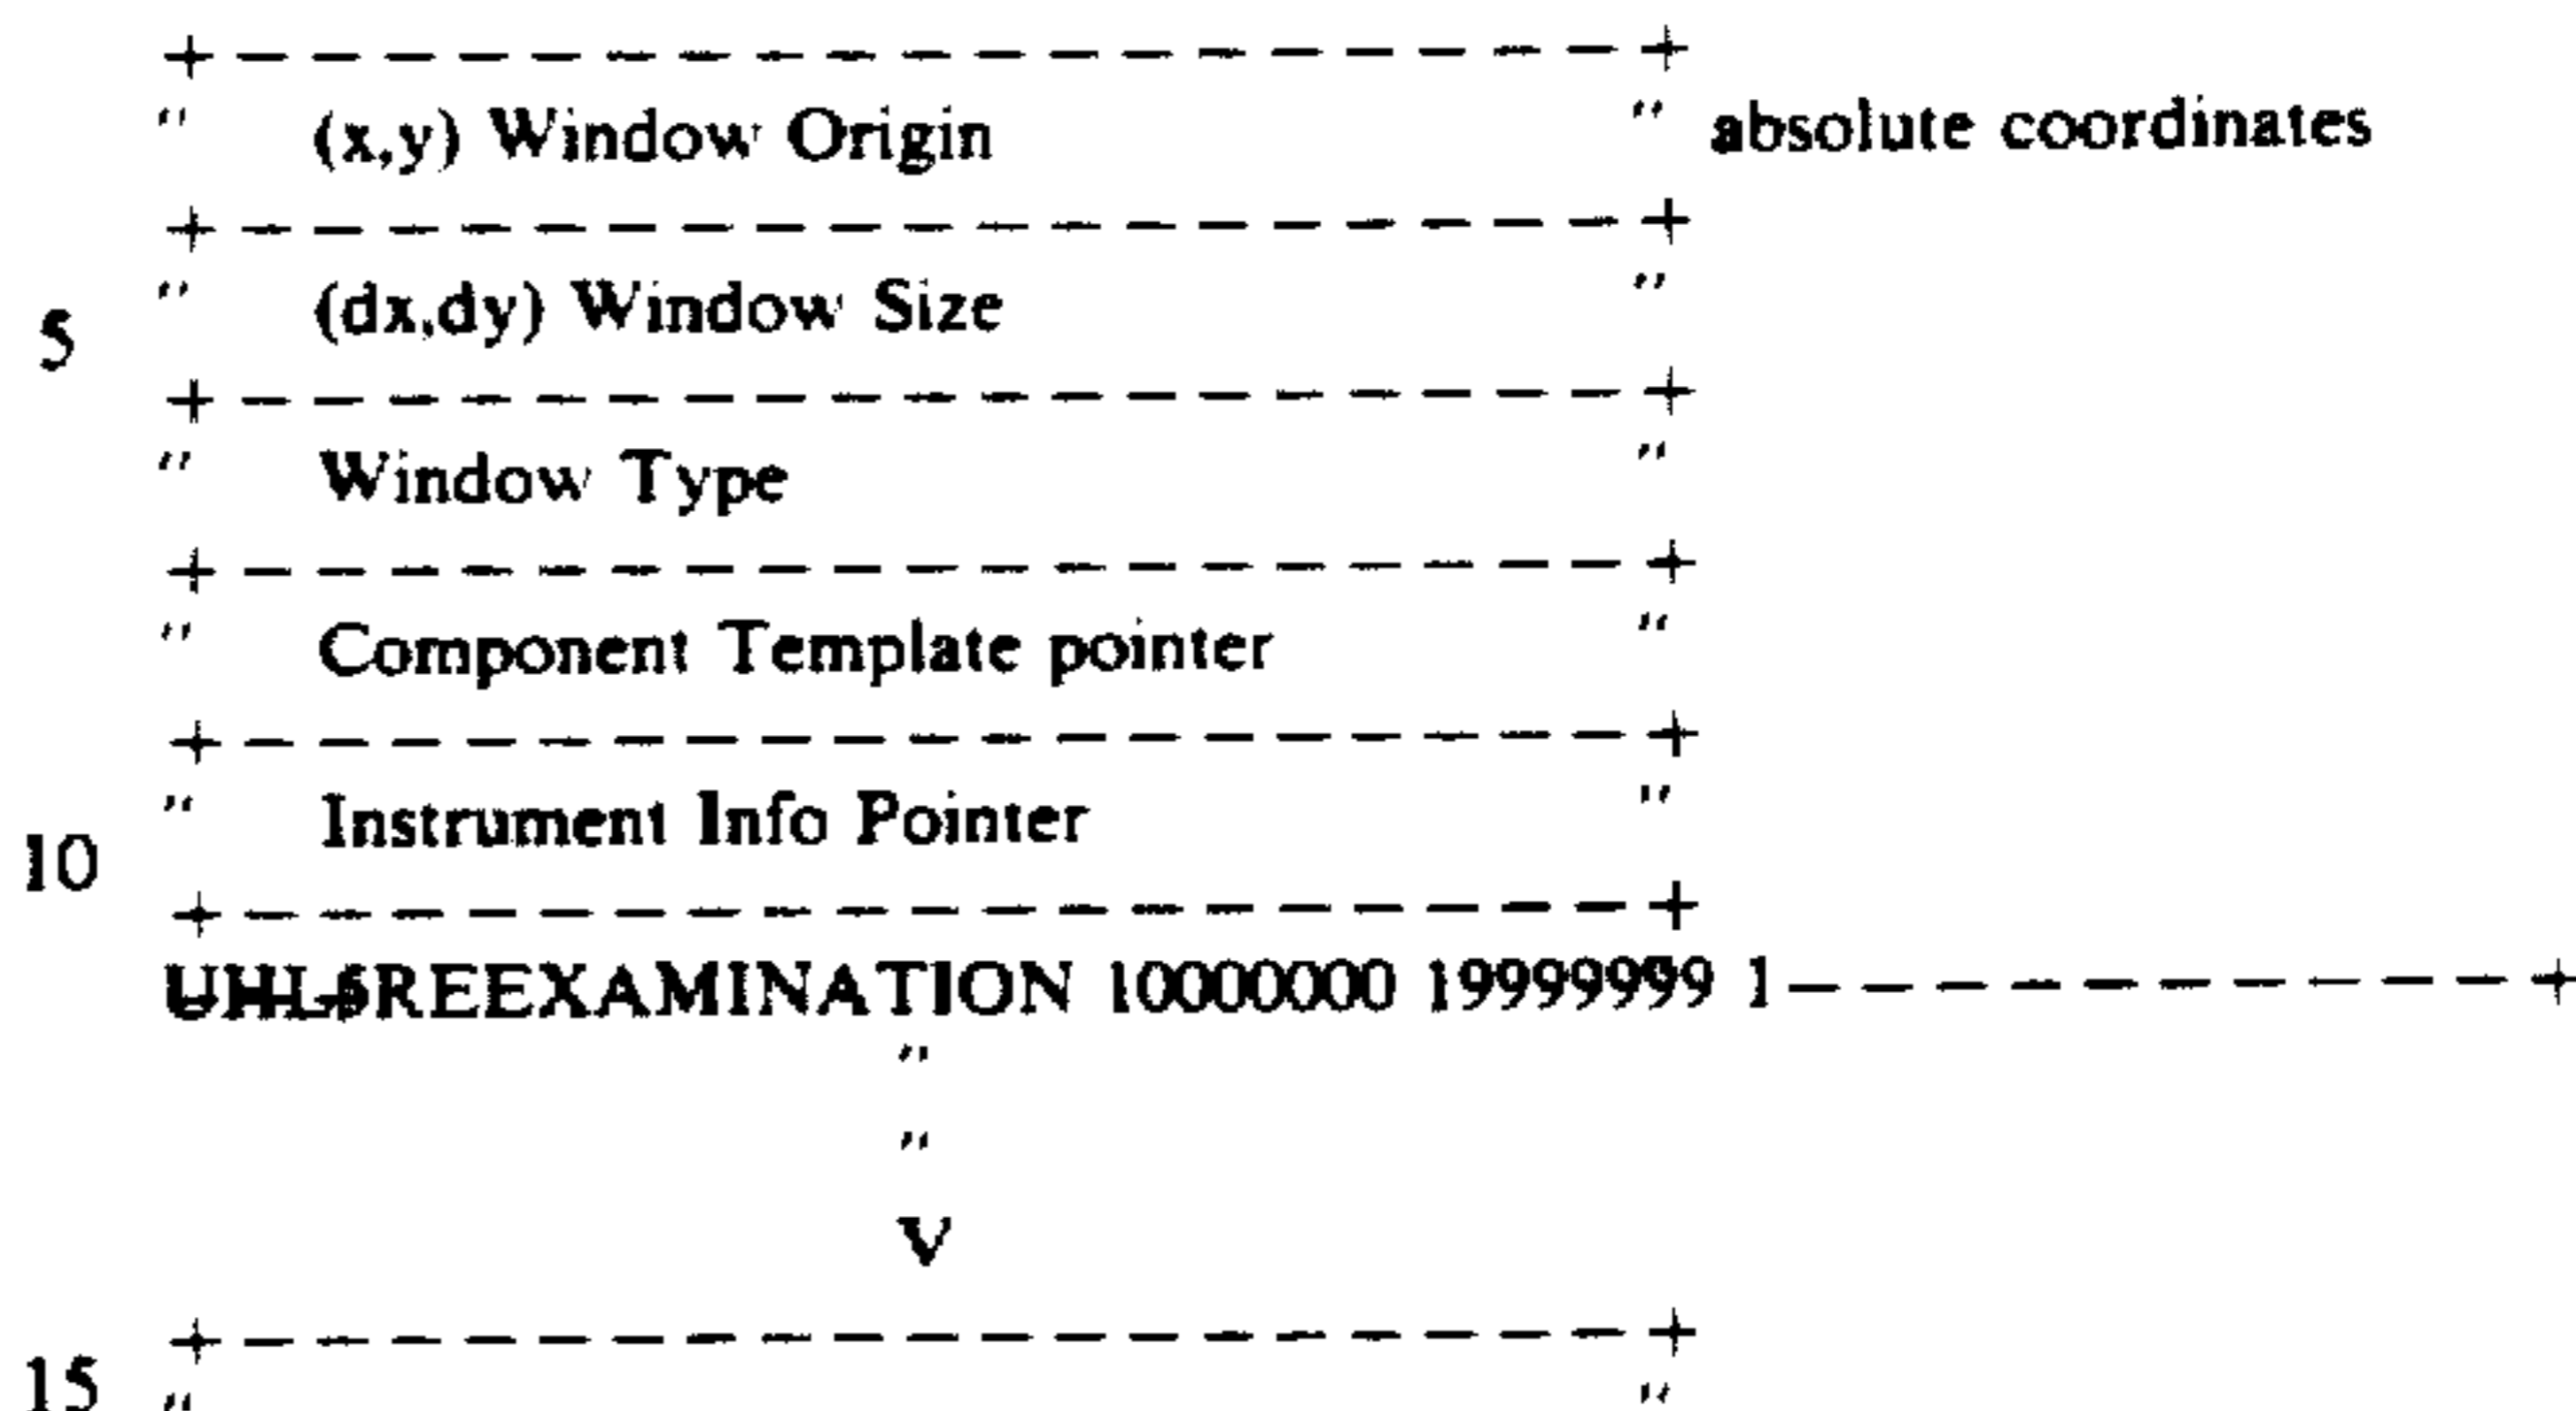 + — — — — — — — — — — — — — — — — — — — +
" (x,y) Window Origin " absolute coordinates
+ — — — — — — — — — — — — — — — — — — — +
5 " (dx,dy) Window Size "
+ — — — — — — — — — — — — — — — — — — — +
" Window Type "
+ — — — — — — — — — — — — — — — — — — — +
" Component Template pointer "
+ — — — — — — — — — — — — — — — — — — — +
10 " Instrument Info Pointer "
+ — — — — — — — — — — — — — — — — — — — +
REEXAMINATION 10000000 19999999 1 — — — — — — — — — — +
"
"
V
+ — — — — — — — — — — — — — — — — — — — +
15 " "